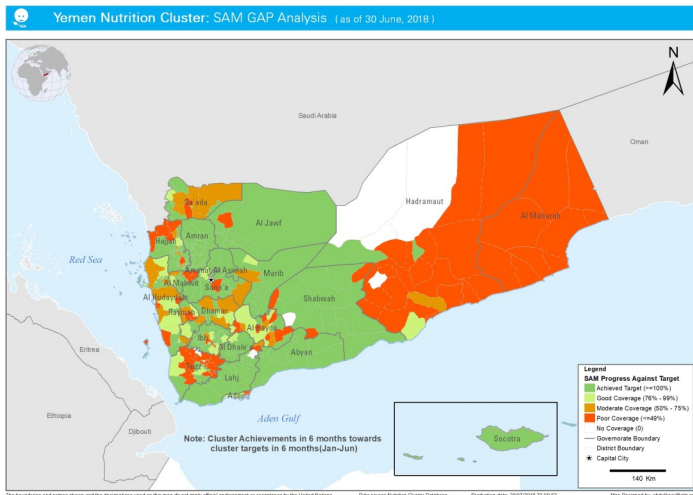 Yemen Nutrition Cluster: SAM GAP Analysis ( as of 30 June, 2018 )
N
Saudi Arabia
Oman
Hadramaut
Al Maharah
Sa'ada
Al Jawf
Amran
Hajjah
Red Sea
Amanat Al Asimah
Marib
Al Mahwit
Sana'a
Shabwah
Al Hudaydah
Raymah
Dhamar
Al Bayda
Ibb
Al Dhale'a
Abyan
Eritrea
Taizz
Lahj
Aden
Aden Gulf
Ethiopia
Djibouti
Socotra
Note: Cluster Achievements in 6 months towards
cluster targets in 6 months(Jan-Jun)
Legend
SAM Progress Against Target
Achieved Target (>=100%)
Good Coverage (76% - 99%)
Moderate Coverage (50% - 75%)
Poor Coverage (<=49%)
No Coverage (0)
Governorate Boundary
District Boundary
Capital City
140 Km